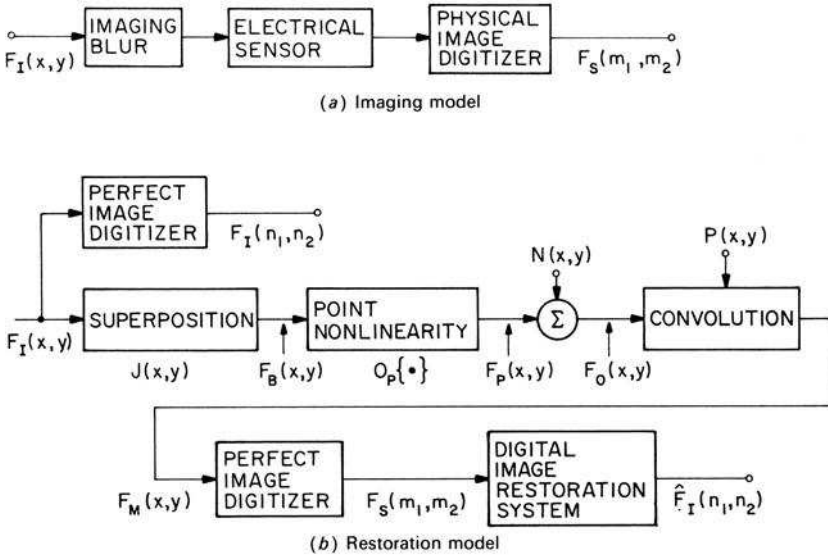 IMAGING
BLUR
ELECTRICAL
SENSOR
PHYSICAL
IMAGE
DIGITIZER
F_I(x,y)
F_S(m_1,m_2)
(a) Imaging model
PERFECT
IMAGE
DIGITIZER
F_I(n_1,n_2)
N(x,y)
P(x,y)
F_I(x,y)
SUPERPOSITION
POINT
NONLINEARITY
Σ
CONVOLUTION
J(x,y)
F_B(x,y)
O_P{•}
F_P(x,y)
F_O(x,y)
PERFECT
IMAGE
DIGITIZER
DIGITAL
IMAGE
RESTORATION
SYSTEM
F_M(x,y)
F_S(m_1,m_2)
F̂_I(n_1,n_2)
(b) Restoration model